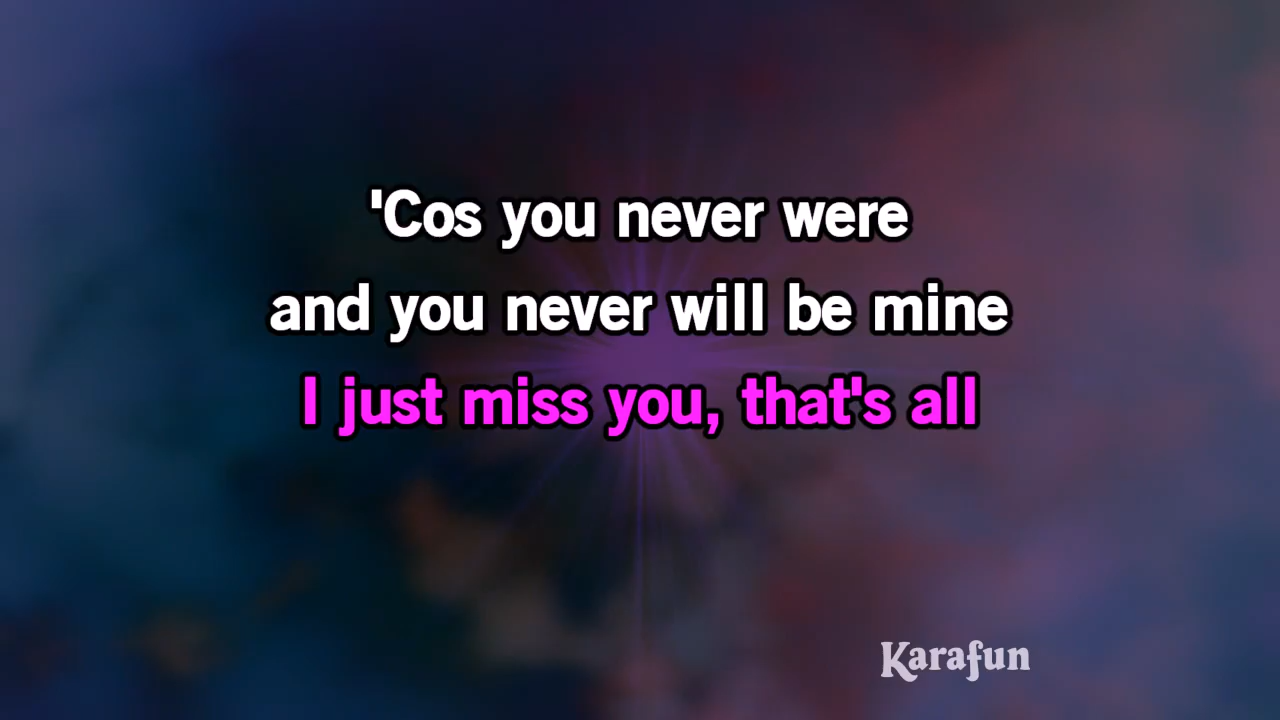 'Cos you never were
and you never will be mine
I just miss you, that's all
Karafun